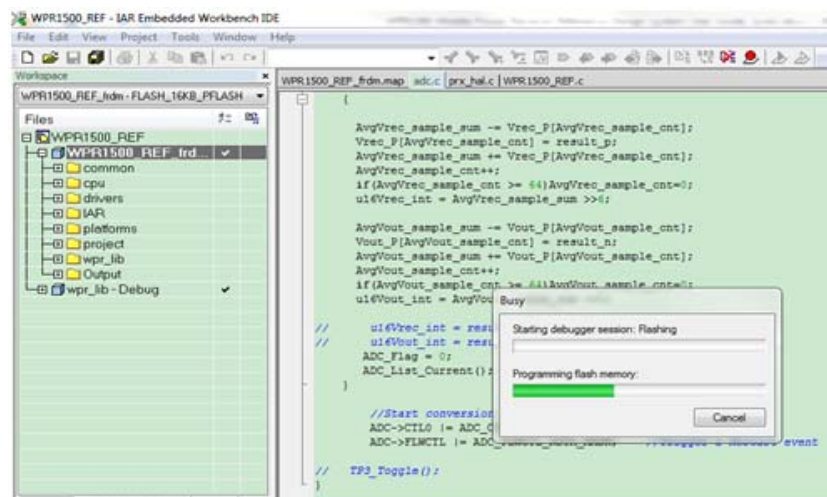 WPR1500_REF - IAR Embedded Workbench IDE
File Edit View Project Tools Window Help
Workspace
WPR1500_REF_frdm - FLASH_16KB_PFLASH
WPR1500_REF_frdm.map adc.c prx_hal.c WPR1500_REF.c
Files
WPR1500_REF
WPR1500_REF_frd...
common
cpu
drivers
IAR
platforms
project
wpr_lib
Output
wpr_lib - Debug
{
AvgVrec_sample_sum -= Vrec_P[AvgVrec_sample_cnt];
Vrec_P[AvgVrec_sample_cnt] = result_p;
AvgVrec_sample_sum += Vrec_P[AvgVrec_sample_cnt];
AvgVrec_sample_cnt++;
if(AvgVrec_sample_cnt >= 64)AvgVrec_sample_cnt=0;
u16Vrec_int = AvgVrec_sample_sum >>6;
AvgVout_sample_sum -= Vout_P[AvgVout_sample_cnt];
Vout_P[AvgVout_sample_cnt] = result_n;
AvgVout_sample_sum += Vout_P[AvgVout_sample_cnt];
AvgVout_sample_cnt++;
if(AvgVout_sample_cnt >= 64)AvgVout_sample_cnt=0;
u16Vout_int = AvgVou
// u16Vrec_int = resu
// u16Vout_int = resu
ADC_Flag = 0;
ADC_List_Current();
}
//Start conversion
ADC->CTL0 |= ADC_C
ADC->FLWCTL |= event
// TP3_Toggle();
}
Busy
Starting debugger session: Flashing
Programming flash memory:
Cancel